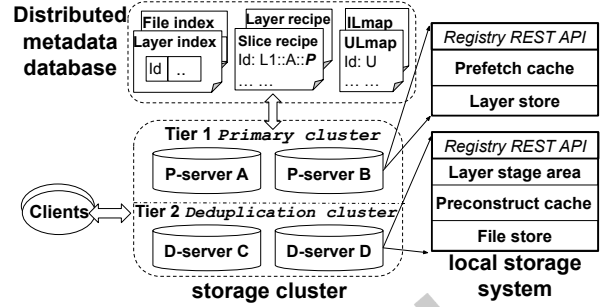 Distributed
metadata
database
File index
Layer index
Id ..
Layer recipe
Slice recipe
Id: L1::A::P
... ...
ILmap
ULmap
Id: U
... ...
Registry REST API
Prefetch cache
Layer store
Tier 1 Primary cluster
P-server A
P-server B
Registry REST API
Layer stage area
Preconstruct cache
File store
Clients
Tier 2 Deduplication cluster
D-server C
D-server D
storage cluster
local storage
system